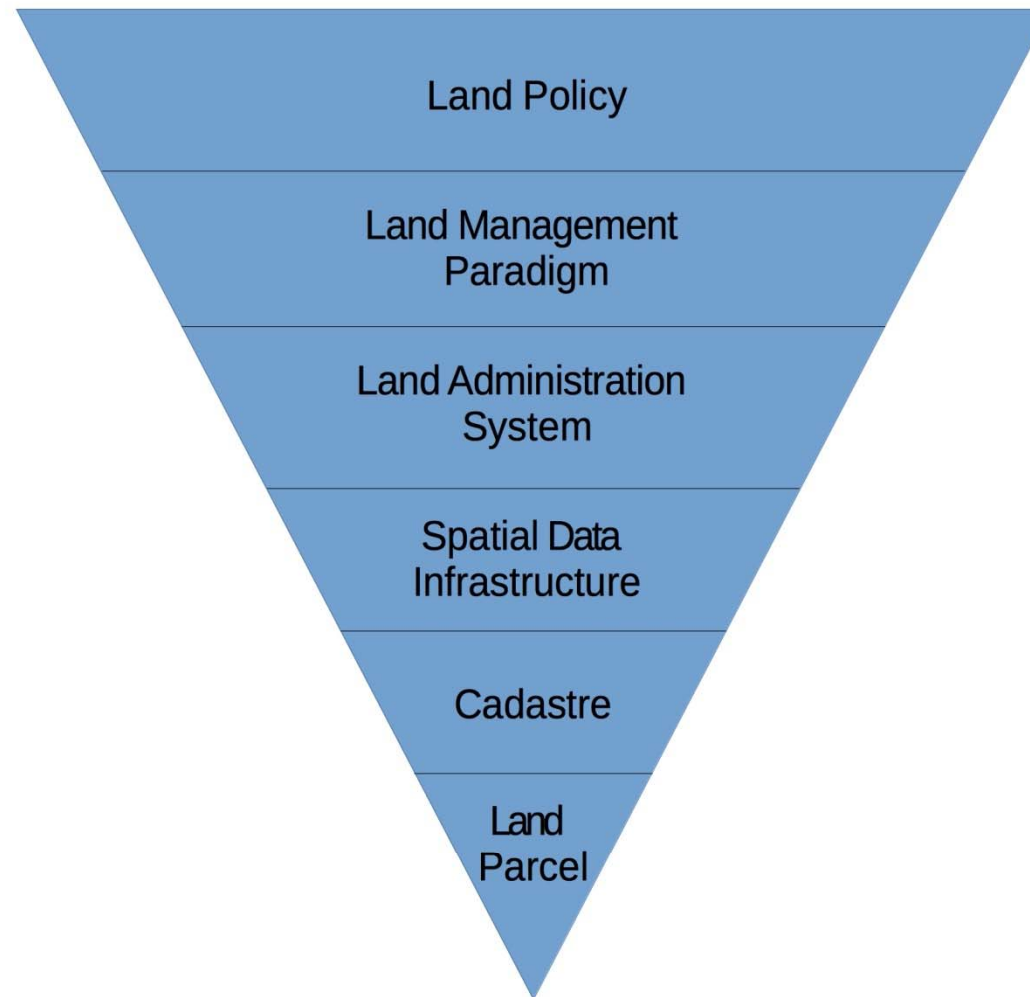 Land Policy
Land Management
Paradigm
Land Administration
System
Spatial Data
Infrastructure
Cadastre
Land
Parcel